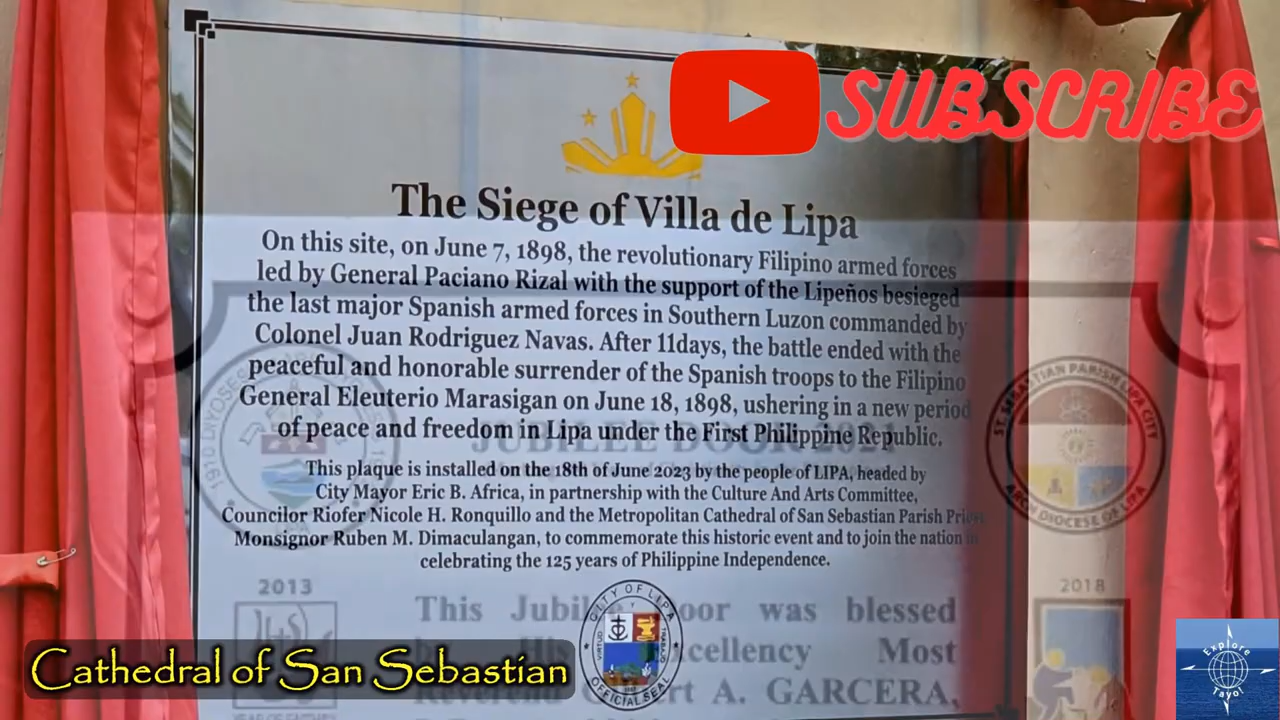 SUBSCRIBE
The Siege of Villa de Lipa
On this site, on June 7, 1898, the revolutionary Filipino armed forces
led by General Paciano Rizal with the support of the Lipeños besieged
the last major Spanish armed forces in Southern Luzon commanded by
Colonel Juan Rodriguez Navas. After 11days, the battle ended with the
peaceful and honorable surrender of the Spanish troops to the Filipino
General Eleuterio Marasigan on June 18, 1898, ushering in a new period
of peace and freedom in Lipa under the First Philippine Republic.
JUBILEE DOOR 2021
This plaque is installed on the 18th of June 2023 by the people of LIPA, headed by
City Mayor Eric B. Africa, in partnership with the Culture And Arts Committee,
Councilor Riofer Nicole H. Ronquillo and the Metropolitan Cathedral of San Sebastian Parish Priest
Monsignor Ruben M. Dimaculangan, to commemorate this historic event and to join the nation in
celebrating the 125 years of Philippine Independence.
ST. SEBASTIAN PARISH LIPA CITY
ARCHDIOCESE OF LIPA
2013
2018
This Jubilee Door was blessed
by His Excellency Most
A. GARCERA,
CITY OF LIPA
VIRTUD Y TRABAJO
OFFICIAL SEAL
Cathedral of San Sebastian
Explore
Tayo!